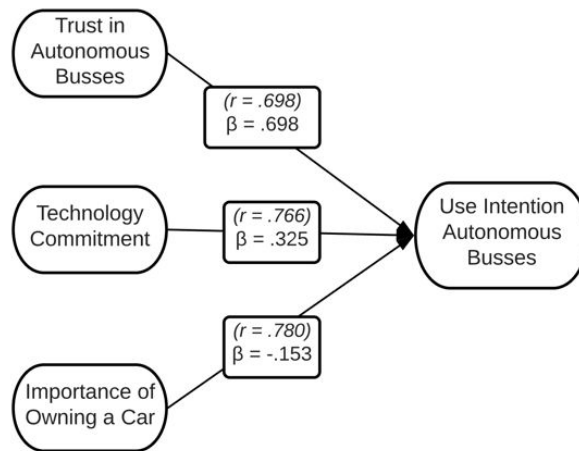 Trust in
Autonomous
Busses
(r = .698)
β = .698
Technology
Commitment
(r = .766)
β = .325
Use Intention
Autonomous
Busses
(r = .780)
β = -.153
Importance of
Owning a Car